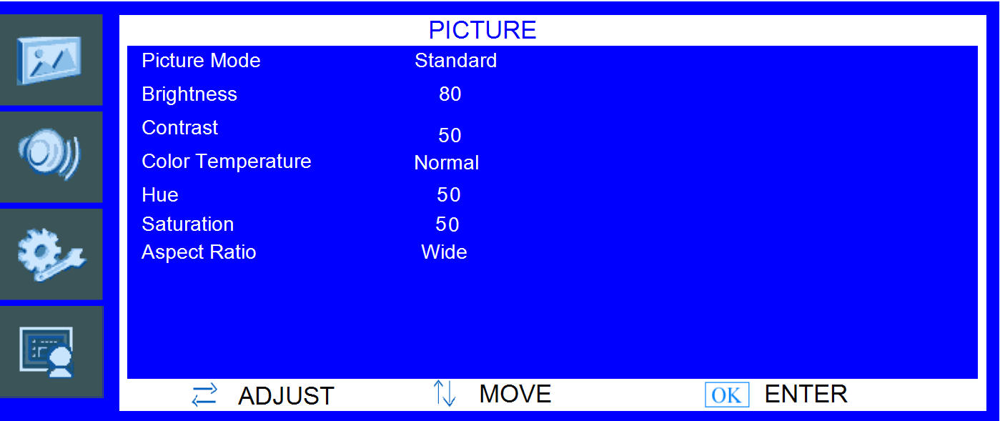 PICTURE
Picture Mode Standard
Brightness 80
Contrast 50
Color Temperature Normal
Hue 50
Saturation 50
Aspect Ratio Wide
ADJUST MOVE OK ENTER